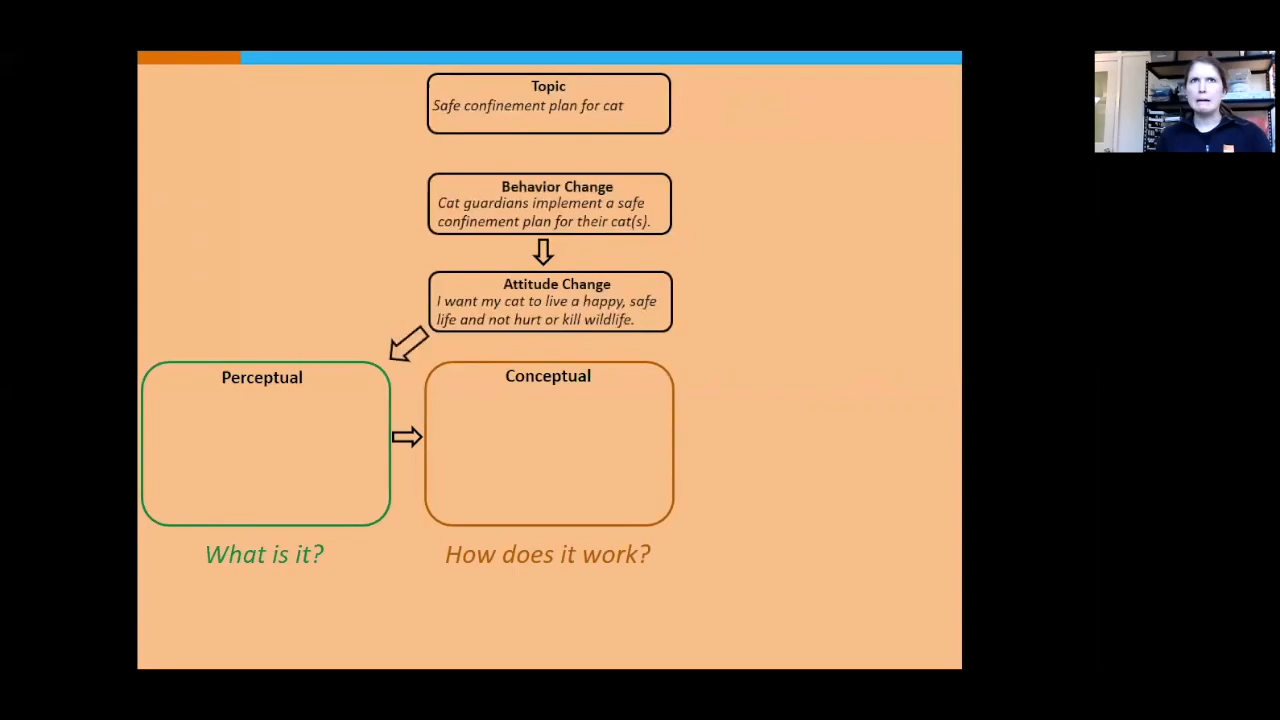 Topic
Safe confinement plan for cat
Behavior Change
Cat guardians implement a safe
confinement plan for their cat(s).
Attitude Change
I want my cat to live a happy, safe
life and not hurt or kill wildlife.
Perceptual
Conceptual
What is it?
How does it work?